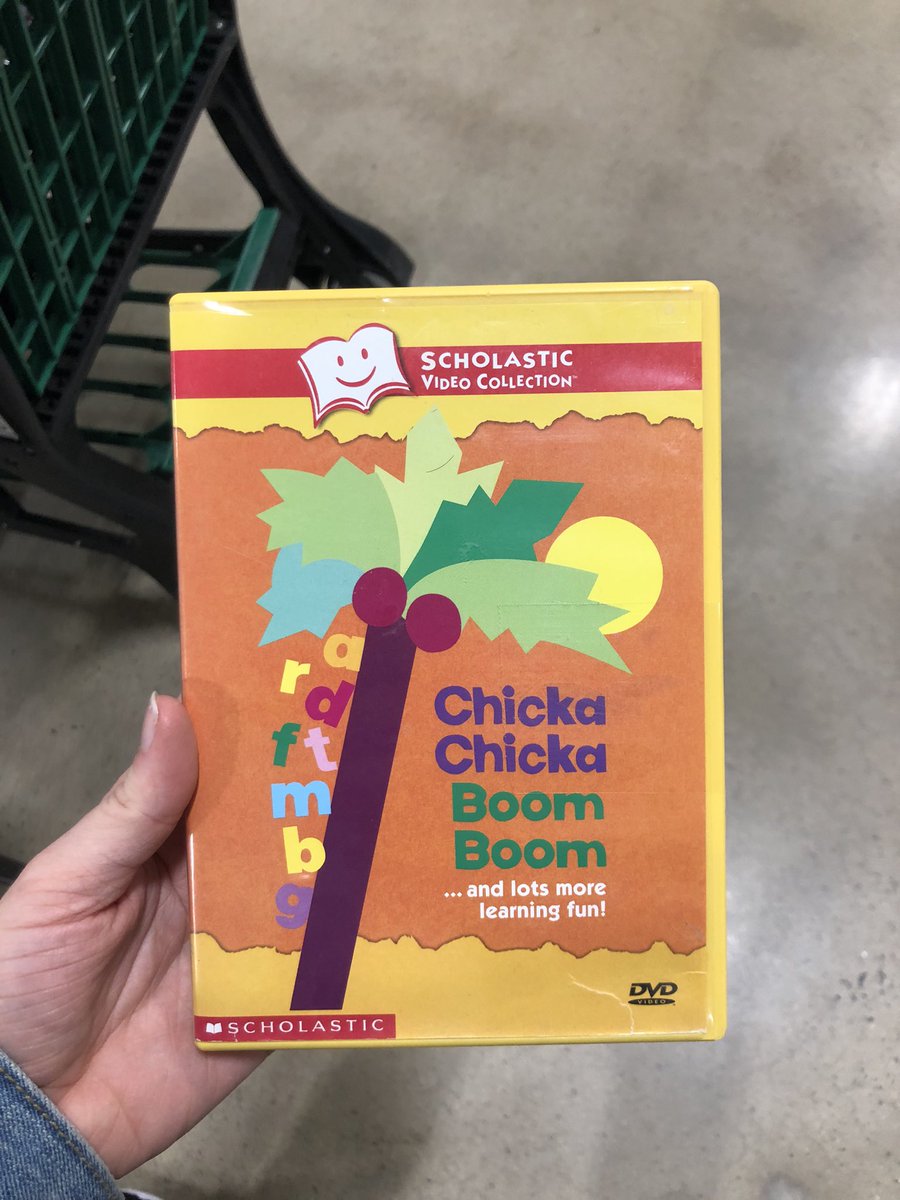 SCHOLASTIC
VIDEO COLLECTION™
a
r
d
f t
m
b
g
Chicka
Chicka
Boom
Boom
...and lots more
learning fun!
DVD
VIDEO
SCHOLASTIC